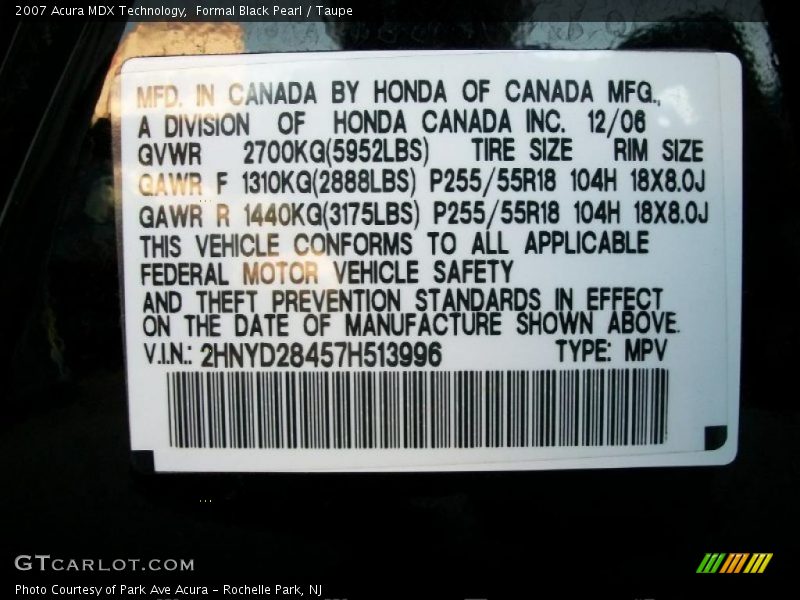 2007 Acura MDX Technology,  Formal Black Pearl / Taupe
MFD. IN CANADA BY HONDA OF CANADA MFG.,
A DIVISION OF HONDA CANADA INC. 12/06
GVWR 2700KG(5952LBS) TIRE SIZE RIM SIZE
GAWR F 1310KG(2888LBS) P255/55R18 104H 18X8.0J
GAWR R 1440KG(3175LBS) P255/55R18 104H 18X8.0J
THIS VEHICLE CONFORMS TO ALL APPLICABLE
FEDERAL MOTOR VEHICLE SAFETY
AND THEFT PREVENTION STANDARDS IN EFFECT
ON THE DATE OF MANUFACTURE SHOWN ABOVE.
V.I.N.: 2HNYD28457H513996 TYPE: MPV
GTCARLOT.COM
Photo Courtesy of Park Ave Acura - Rochelle Park, NJ